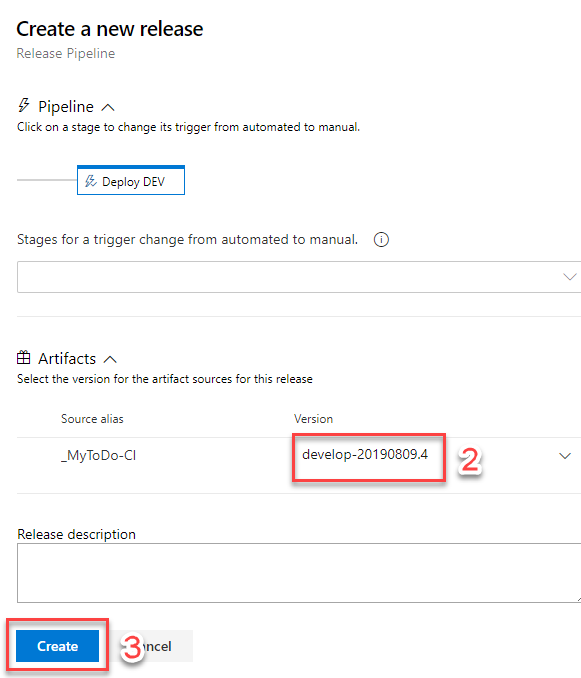 Create a new release
Release Pipeline
Pipeline
Click on a stage to change its trigger from automated to manual.
Deploy DEV
Stages for a trigger change from automated to manual.
Artifacts
Select the version for the artifact sources for this release
Source alias Version
_MyToDo-CI develop-20190809.4 2
Release description
Create 3 ncel